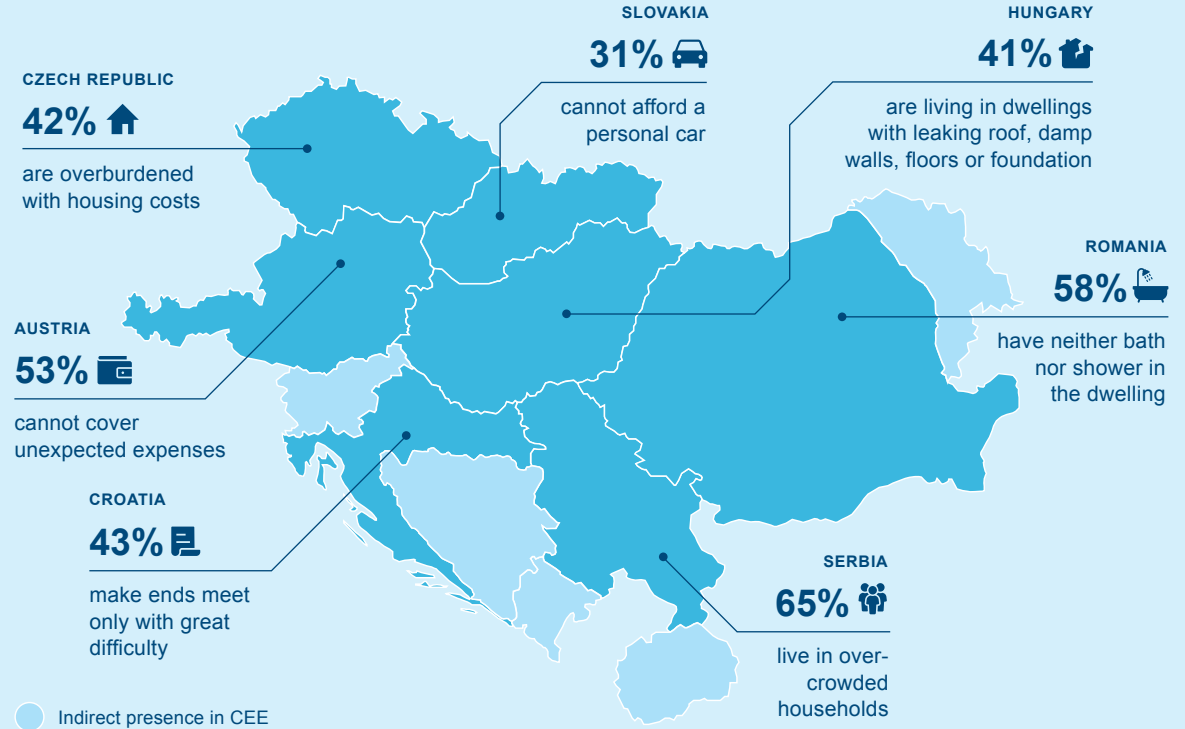 SLOVAKIA
31%
cannot afford a
personal car
HUNGARY
41%
are living in dwellings
with leaking roof, damp
walls, floors or foundation
CZECH REPUBLIC
42%
are overburdened
with housing costs
ROMANIA
58%
have neither bath
nor shower in
the dwelling
AUSTRIA
53%
cannot cover
unexpected expenses
CROATIA
43%
make ends meet
only with great
difficulty
SERBIA
65%
live in over-
crowded
households
Indirect presence in CEE